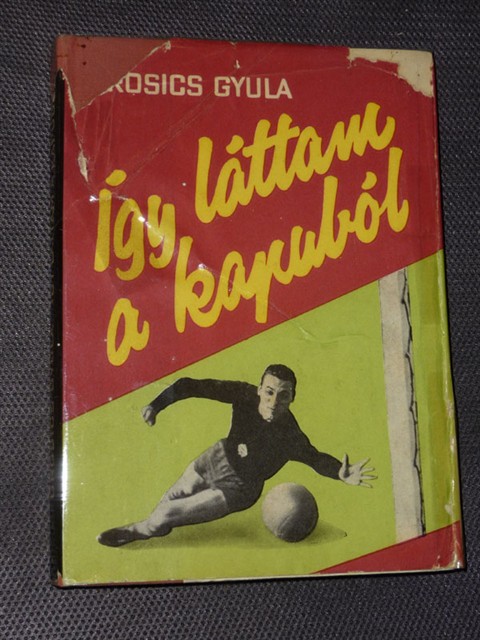 ROSICS GYULA
Így láttam
a kapuból